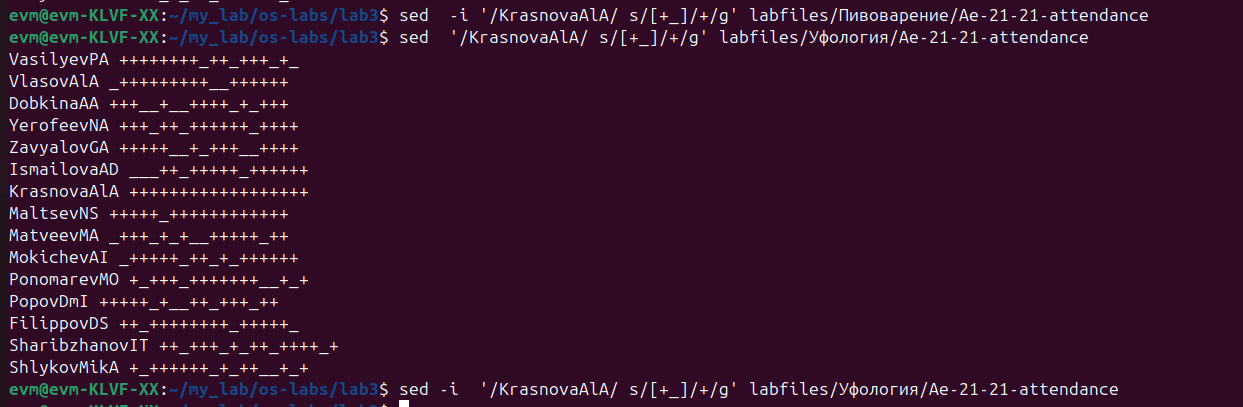 evm@evm-KLVF-XX:~/my_lab/os-labs/lab3$ sed  -i '/KrasnovaAlA/ s/[+_]/+/g' labfiles/Пивоварение/Ae-21-21-attendance
evm@evm-KLVF-XX:~/my_lab/os-labs/lab3$ sed  '/KrasnovaAlA/ s/[+_]/+/g' labfiles/Уфология/Ae-21-21-attendance
VasilyevPA ++++++++_++_+++_+_
VlasovAlA _+++++++++__++++++
DobkinaAA +++__+__++++_+_+++
YerofeevNA +++_++_++++++_++++
ZavyalovGA +++++__+_+++__++++
IsmailovaAD ___++_+++++_++++++
KrasnovaAlA ++++++++++++++++++
MaltsevNS +++++_++++++++++++
MatveevMA _+++_+_+__+++++_++
MokichevAI _+++++_++_+_++++++
PonomarevMO +_+++_+++++++__+_+
PopovDmI +++++_+__++_+++_++
FilippovDS ++_++++++++_+++++_
SharibzhanovIT ++_+++_+_++_++++_+
ShlykovMikA +_++++++_+_++__+_+
evm@evm-KLVF-XX:~/my_lab/os-labs/lab3$ sed -i  '/KrasnovaAlA/ s/[+_]/+/g' labfiles/Уфология/Ae-21-21-attendance